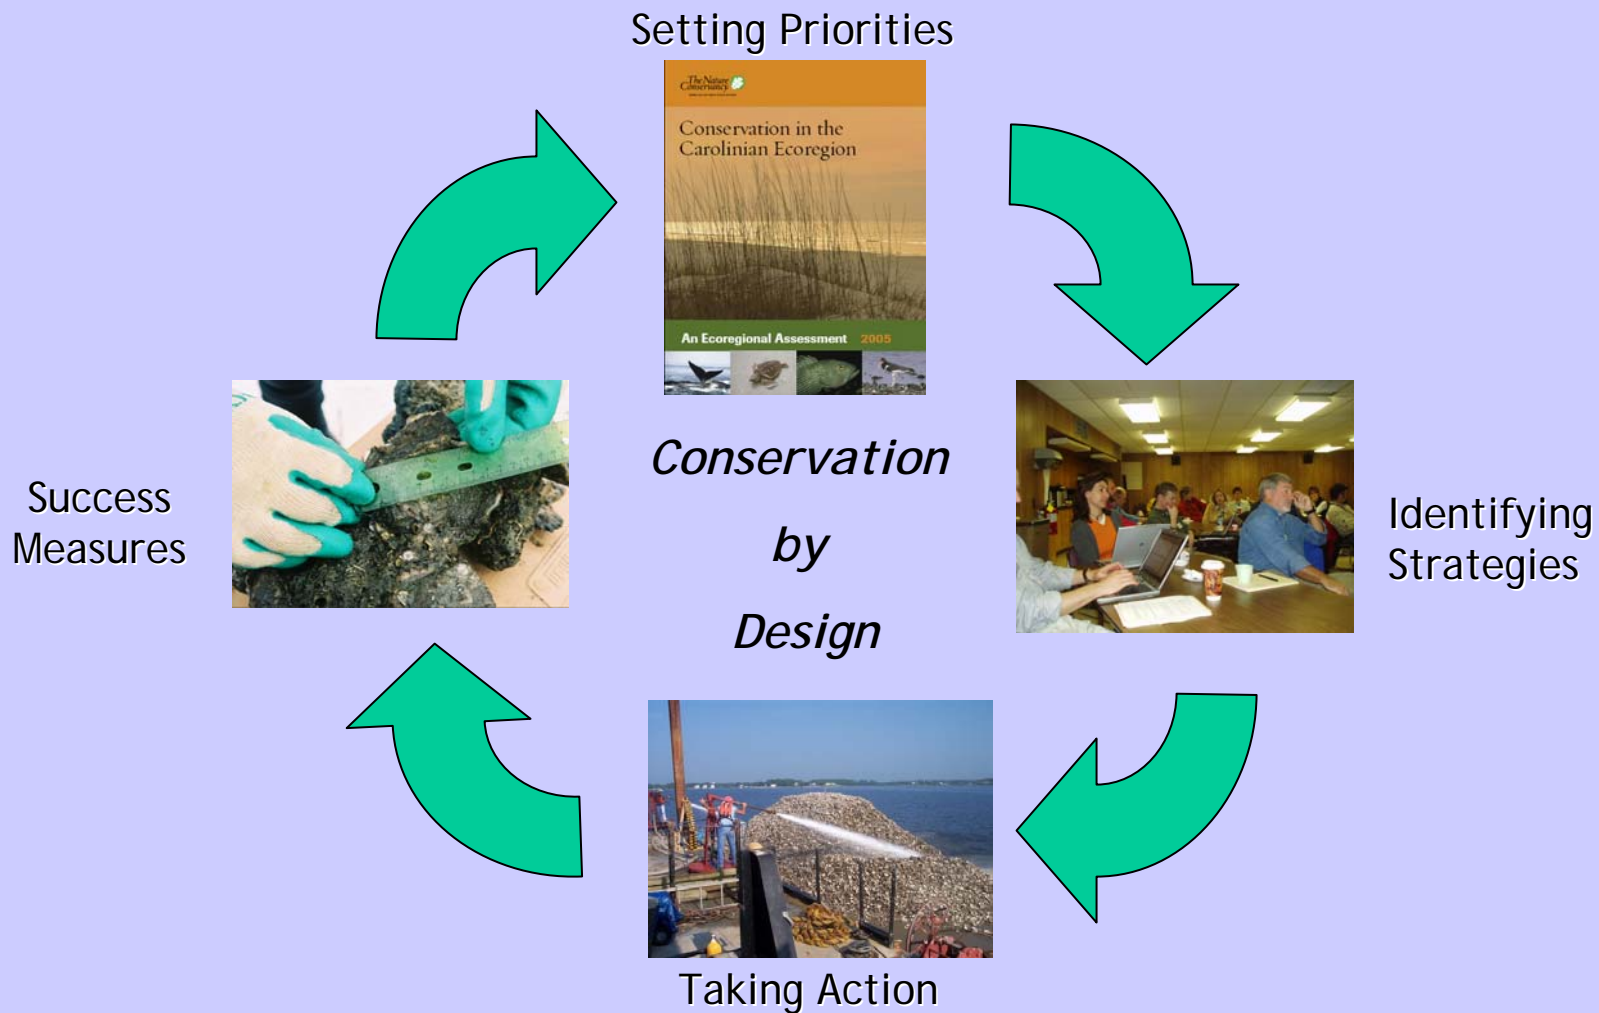 Setting Priorities
The Nature
Conservancy
Conservation in the
Carolinian Ecoregion
An Ecoregional Assessment 2005
Success
Measures
Conservation
by
Design
Identifying
Strategies
Taking Action